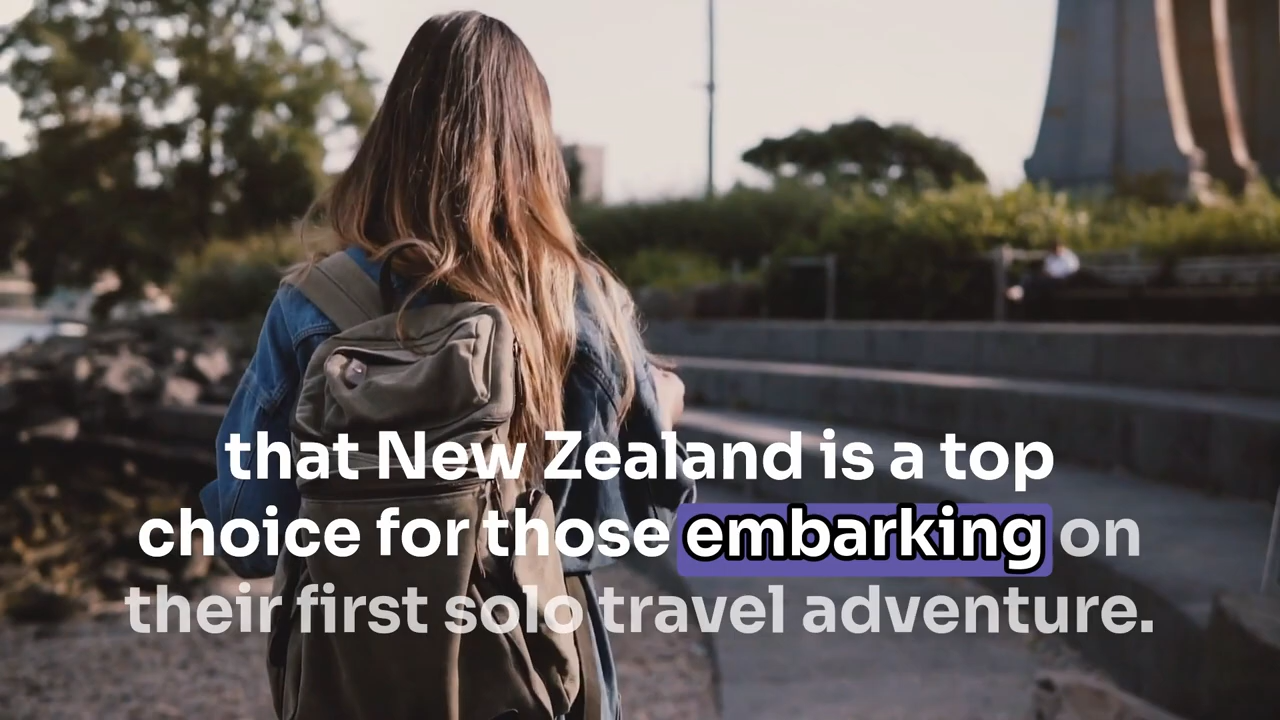 that New Zealand is a top
choice for those embarking on
their first solo travel adventure.